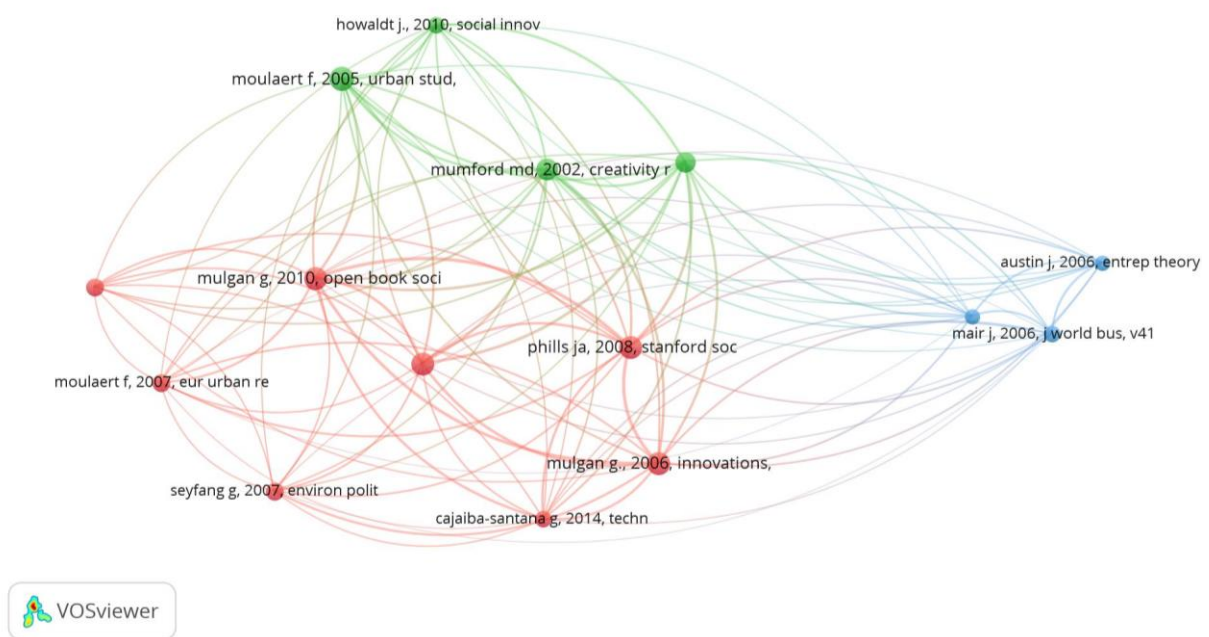 howaldt j., 2010, social innov
moulaert f, 2005, urban stud,
mumford md, 2002, creativity r
austin j, 2006, entrep theory
mulgan g, 2010, open book soci
mair j, 2006, j world bus, v41
phills ja, 2008, stanford soc
moulaert f, 2007, eur urban re
mulgan g., 2006, innovations,
seyfang g, 2007, environ polit
cajaiba-santana g, 2014, techn
VOSviewer